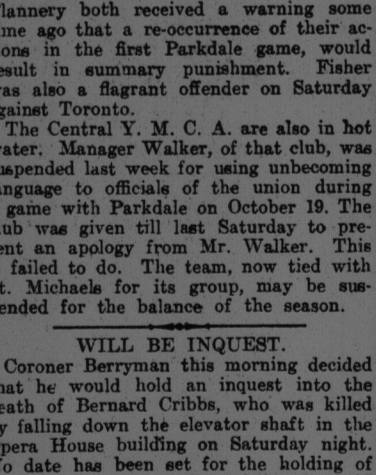 lannery both received a warning some
me ago that a re-occurrence of their ac-
ons in the first Parkdale game, would
esult in summary punishment. Fisher
as also a flagrant offender on Saturday
gainst Toronto.
The Central Y. M. C. A. are also in hot
ater. Manager Walker, of that club, was
uspended last week for using unbecoming
anguage to officials of the union during
game with Parkdale on October 19. The
lub was given till last Saturday to pre-
ent an apology from Mr. Walker. This
failed to do. The team, now tied with
t. Michaels for its group, may be sus-
ended for the balance of the season.
WILL BE INQUEST.
Coroner Berryman this morning decided
hat he would hold an inquest into the
eath of Bernard Cribbs, who was killed
y falling down the elevator shaft in the
pera House building on Saturday night.
o date has been set for the holding of